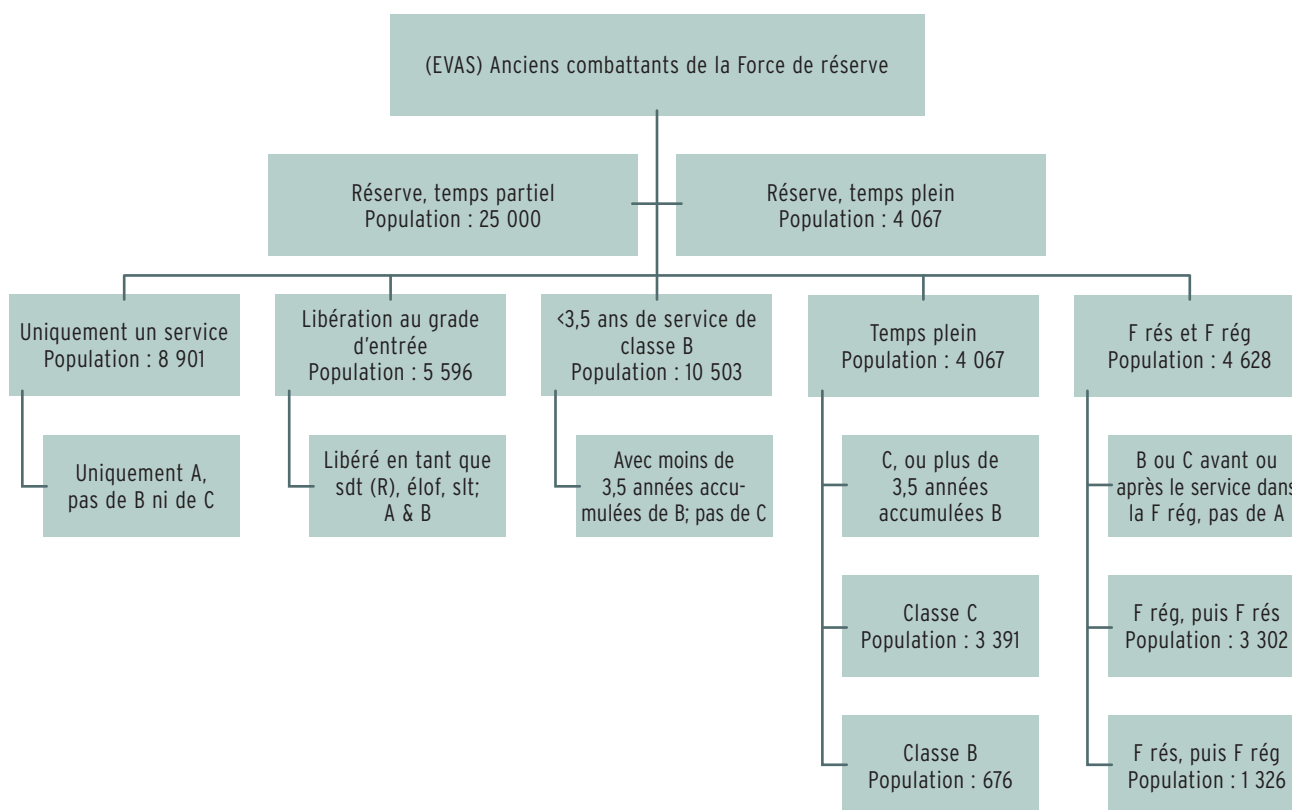 (EVAS) Anciens combattants de la Force de réserve
Réserve, temps partiel
Population : 25 000
Réserve, temps plein
Population : 4 067
Uniquement un service
Population : 8 901
Libération au grade
d'entrée
Population : 5 596
<3,5 ans de service de
classe B
Population : 10 503
Temps plein
Population : 4 067
F rés et F rég
Population : 4 628
Uniquement A,
pas de B ni de C
Libéré en tant que
sdt (R), élof, slt;
A & B
Avec moins de
3,5 années accu-
mulées de B; pas de C
C, ou plus de
3,5 années
accumulées B
B ou C avant ou
après le service dans
la F rég, pas de A
Classe C
Population : 3 391
F rég, puis F rés
Population : 3 302
Classe B
Population : 676
F rés, puis F rég
Population : 1 326